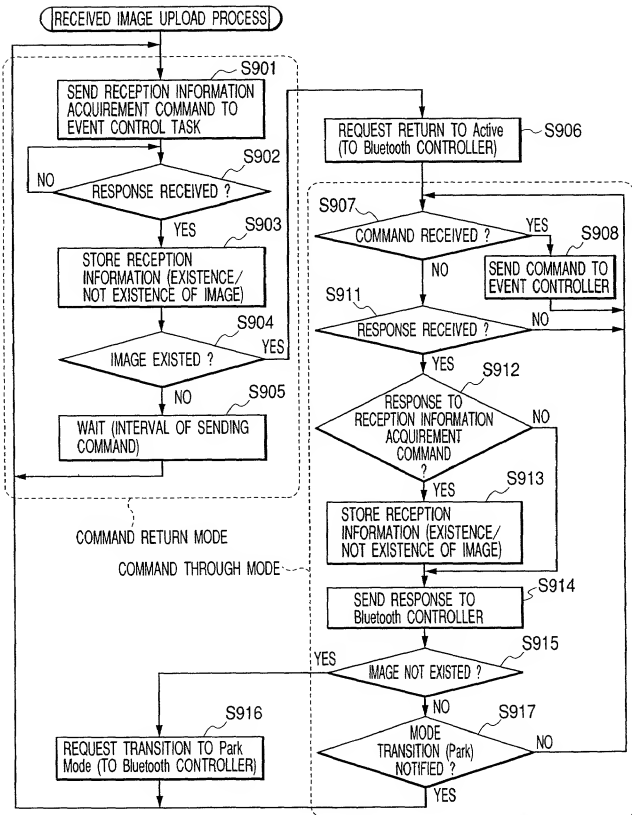 RECEIVED IMAGE UPLOAD PROCESS
S901
SEND RECEPTION INFORMATION
ACQUIREMENT COMMAND TO
EVENT CONTROL TASK
S902
NO
RESPONSE RECEIVED ?
YES
S903
STORE RECEPTION
INFORMATION (EXISTENCE/
NOT EXISTENCE OF IMAGE)
S904
IMAGE EXISTED ?
YES
NO
S905
WAIT (INTERVAL OF SENDING
COMMAND)
COMMAND RETURN MODE
COMMAND THROUGH MODE
REQUEST RETURN TO Active
(TO Bluetooth CONTROLLER)
S906
S907
COMMAND RECEIVED ?
YES
S908
NO
SEND COMMAND TO
EVENT CONTROLLER
S911
RESPONSE RECEIVED ?
NO
YES
S912
RESPONSE TO
RECEPTION INFORMATION
ACQUIREMENT
COMMAND
?
NO
YES
S913
STORE RECEPTION
INFORMATION (EXISTENCE/
NOT EXISTENCE OF IMAGE)
S914
SEND RESPONSE TO
Bluetooth CONTROLLER
S915
YES
IMAGE NOT EXISTED ?
NO
S916
REQUEST TRANSITION TO Park
Mode (TO Bluetooth CONTROLLER)
S917
MODE
TRANSITION (Park)
NOTIFIED ?
NO
YES